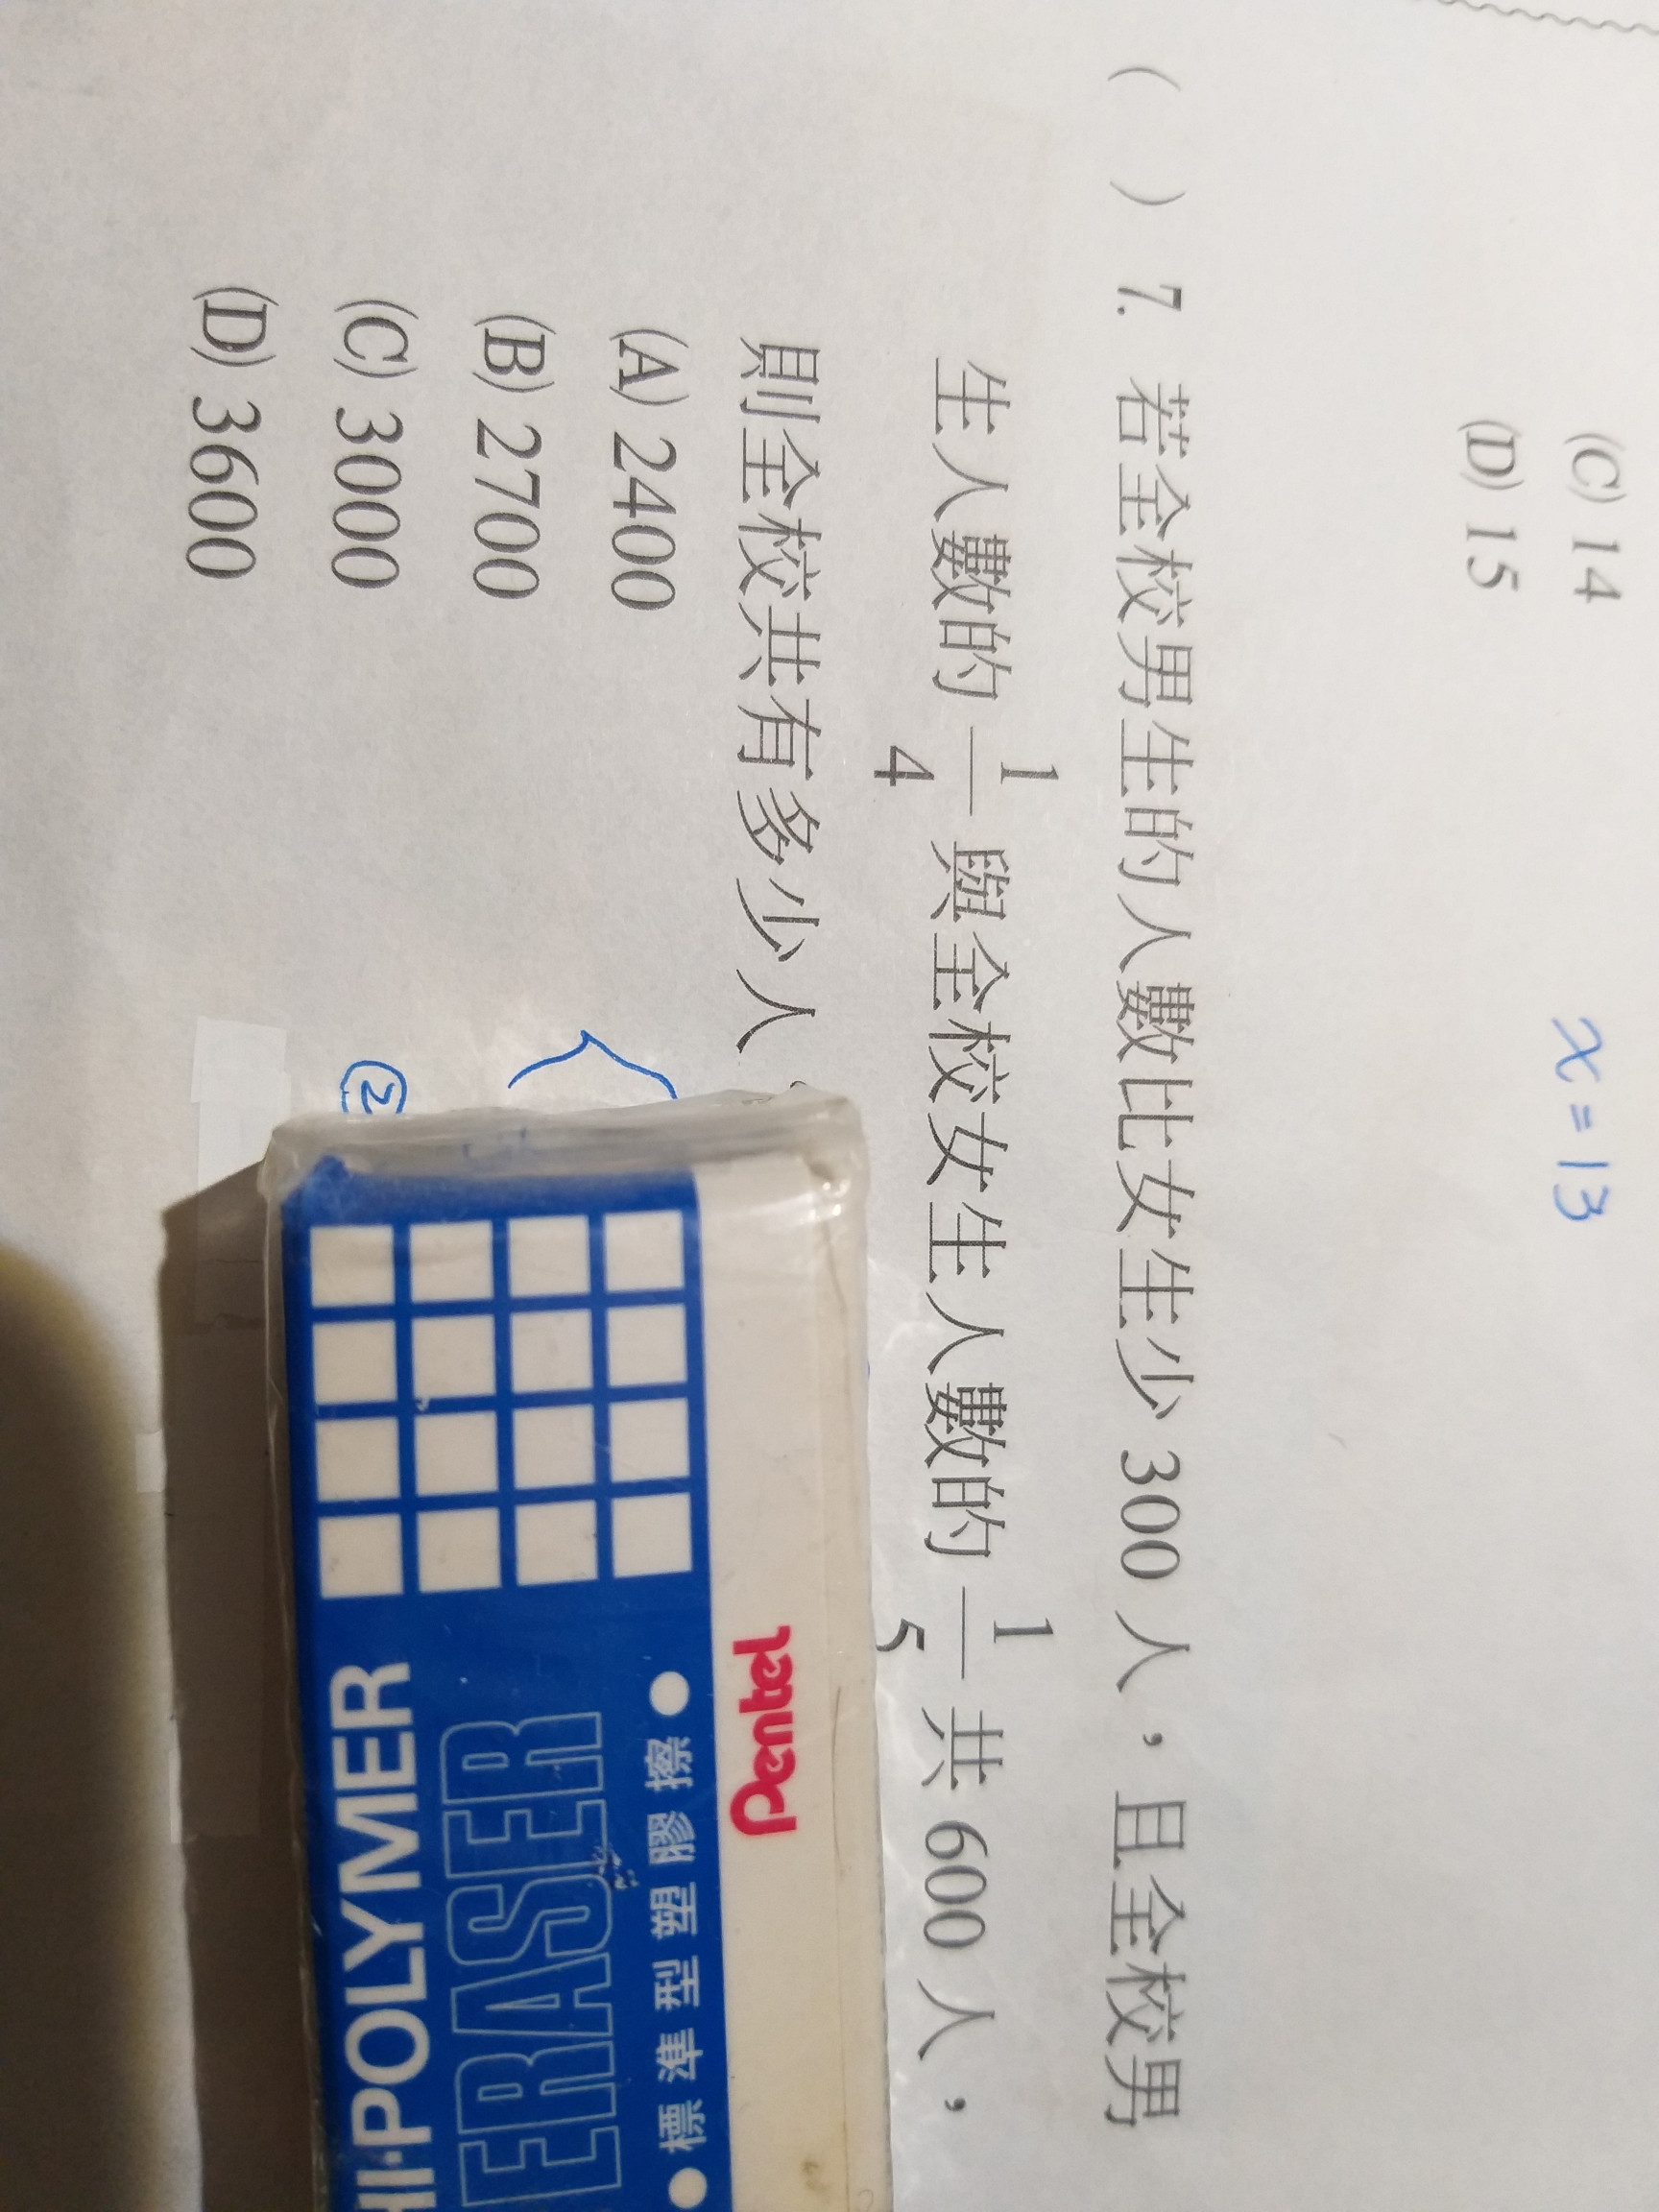 (C) 14
(D) 15
x = 13
(　) 7. 若全校男生的人數比女生少 300 人，且全校男
生人數的 1/4 與全校女生人數的 1/5 共 600 人，
則全校共有多少人
(A) 2400
(B) 2700
(C) 3000
(D) 3600
②
Pentel
●標準型塑膠擦●
ERASER
HI-POLYMER